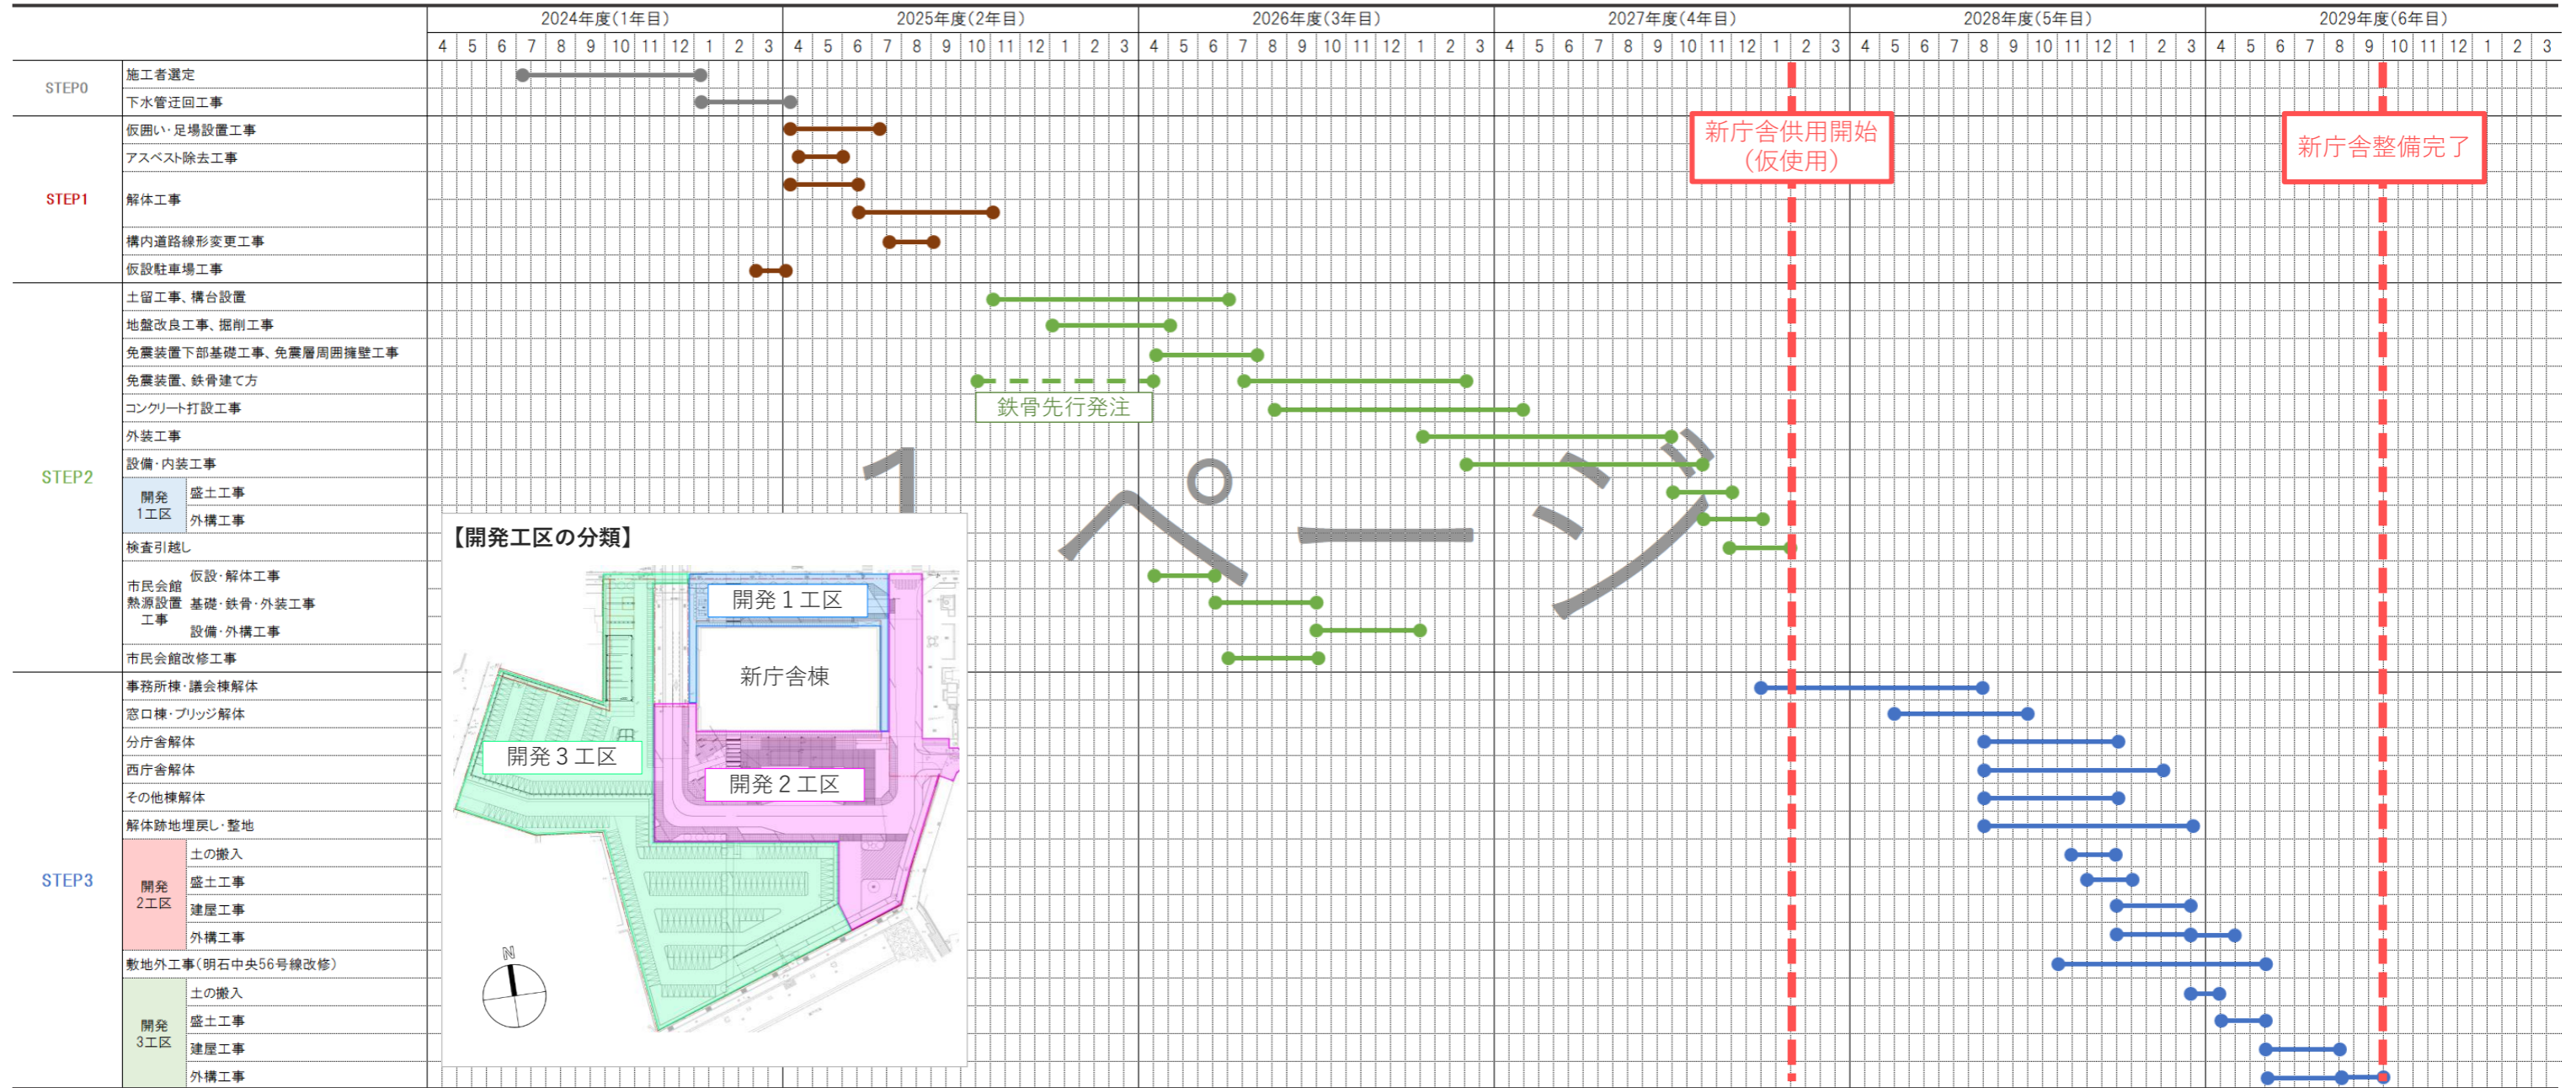 2024年度(1年目) 2025年度(2年目) 2026年度(3年目) 2027年度(4年目) 2028年度(5年目) 2029年度(6年目)
4 5 6 7 8 9 10 11 12 1 2 3 4 5 6 7 8 9 10 11 12 1 2 3 4 5 6 7 8 9 10 11 12 1 2 3 4 5 6 7 8 9 10 11 12 1 2 3 4 5 6 7 8 9 10 11 12 1 2 3 4 5 6 7 8 9 10 11 12 1 2 3
STEP0
施工者選定
下水管迂回工事
STEP1
仮囲い・足場設置工事
アスベスト除去工事
解体工事
構内道路線形変更工事
仮設駐車場工事
新庁舎供用開始
(仮使用)
新庁舎整備完了
STEP2
土留工事、構台設置
地盤改良工事、掘削工事
免震装置下部基礎工事、免震層周囲擁壁工事
免震装置、鉄骨建て方
鉄骨先行発注
コンクリート打設工事
外装工事
設備・内装工事
開発
1工区
盛土工事
外構工事
検査引越し
市民会館
熱源設置
工事
仮設・解体工事
基礎・鉄骨・外装工事
設備・外構工事
市民会館改修工事
1ページ
【開発工区の分類】
開発1工区
新庁舎棟
開発3工区
開発2工区
N
STEP3
事務所棟・議会棟解体
窓口棟・ブリッジ解体
分庁舎解体
西庁舎解体
その他棟解体
解体跡地埋戻し・整地
開発
2工区
土の搬入
盛土工事
建屋工事
外構工事
敷地外工事(明石中央56号線改修)
開発
3工区
土の搬入
盛土工事
建屋工事
外構工事